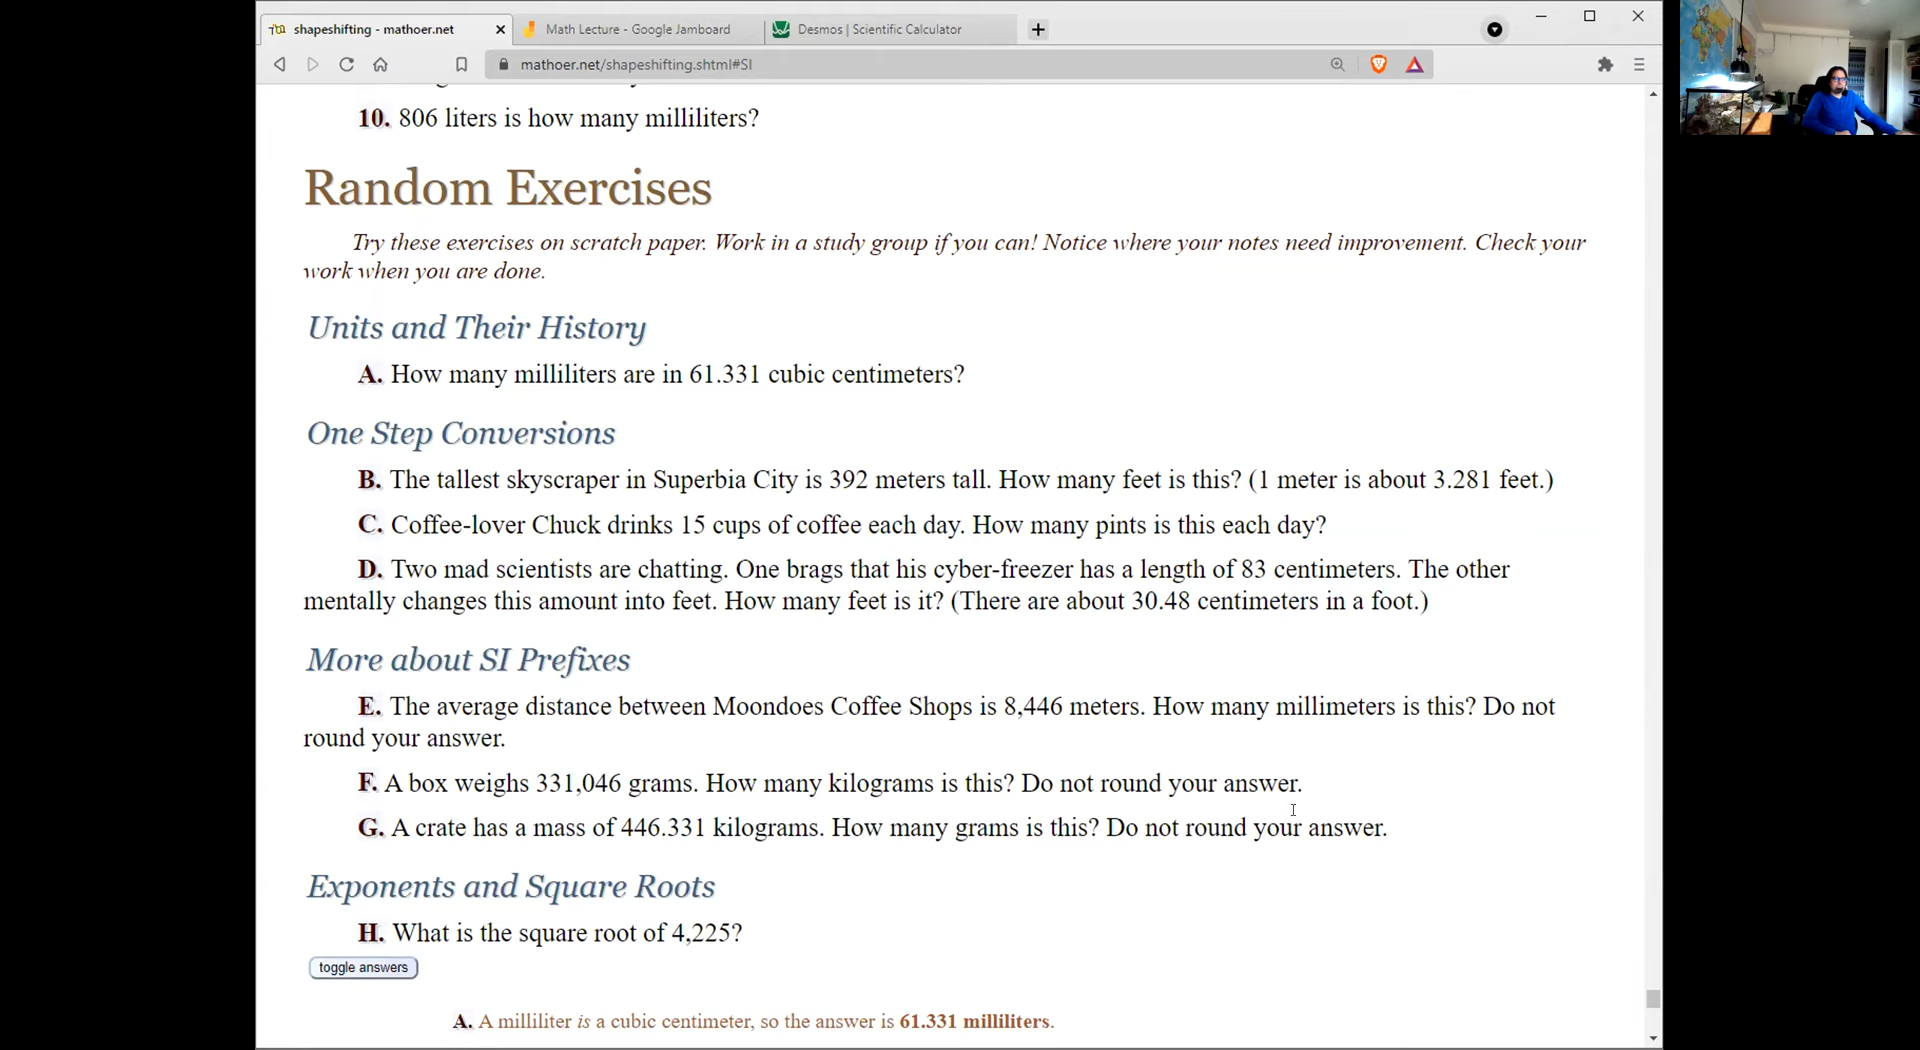 shapeshifting - mathoer.net
Math Lecture - Google Jamboard
Desmos | Scientific Calculator
mathoer.net/shapeshifting.shtml#SI
10. 806 liters is how many milliliters?
Random Exercises
Try these exercises on scratch paper. Work in a study group if you can! Notice where your notes need improvement. Check your
work when you are done.
Units and Their History
A. How many milliliters are in 61.331 cubic centimeters?
One Step Conversions
B. The tallest skyscraper in Superbia City is 392 meters tall. How many feet is this? (1 meter is about 3.281 feet.)
C. Coffee-lover Chuck drinks 15 cups of coffee each day. How many pints is this each day?
D. Two mad scientists are chatting. One brags that his cyber-freezer has a length of 83 centimeters. The other
mentally changes this amount into feet. How many feet is it? (There are about 30.48 centimeters in a foot.)
More about SI Prefixes
E. The average distance between Moondoes Coffee Shops is 8,446 meters. How many millimeters is this? Do not
round your answer.
F. A box weighs 331,046 grams. How many kilograms is this? Do not round your answer.
G. A crate has a mass of 446.331 kilograms. How many grams is this? Do not round your answer.
Exponents and Square Roots
H. What is the square root of 4,225?
toggle answers
A. A milliliter is a cubic centimeter, so the answer is 61.331 milliliters.